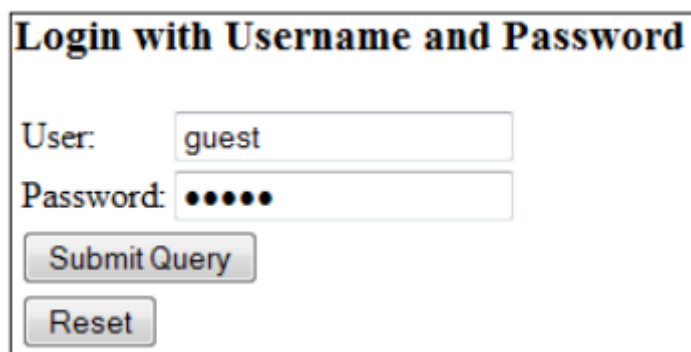 Login with Username and Password
User: guest
Password: •••••
Submit Query
Reset